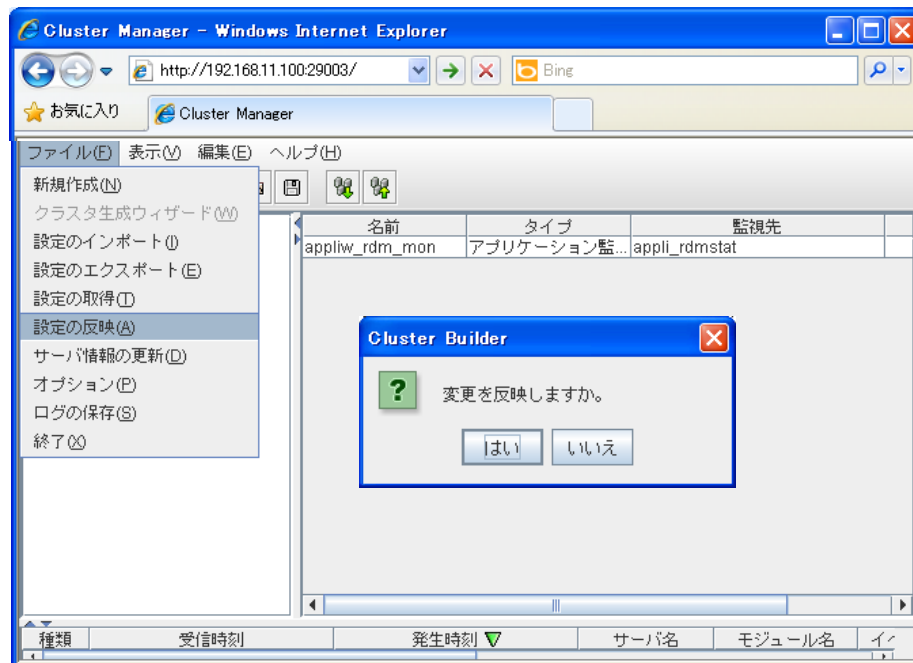 Cluster Manager - Windows Internet Explorer
http://192.168.11.100:29003/
Bing
お気に入り
Cluster Manager
ファイル(F) 表示(V) 編集(E) ヘルプ(H)
新規作成(N)
クラスタ生成ウィザード(W)
設定のインポート(I)
設定のエクスポート(E)
設定の取得(T)
設定の反映(A)
サーバ情報の更新(D)
オプション(P)
ログの保存(S)
終了(X)
名前 タイプ 監視先
appliw_rdm_mon アプリケーション監... appli_rdmstat
Cluster Builder
?
変更を反映しますか。
はい いいえ
種類 受信時刻 発生時刻 サーバ名 モジュール名